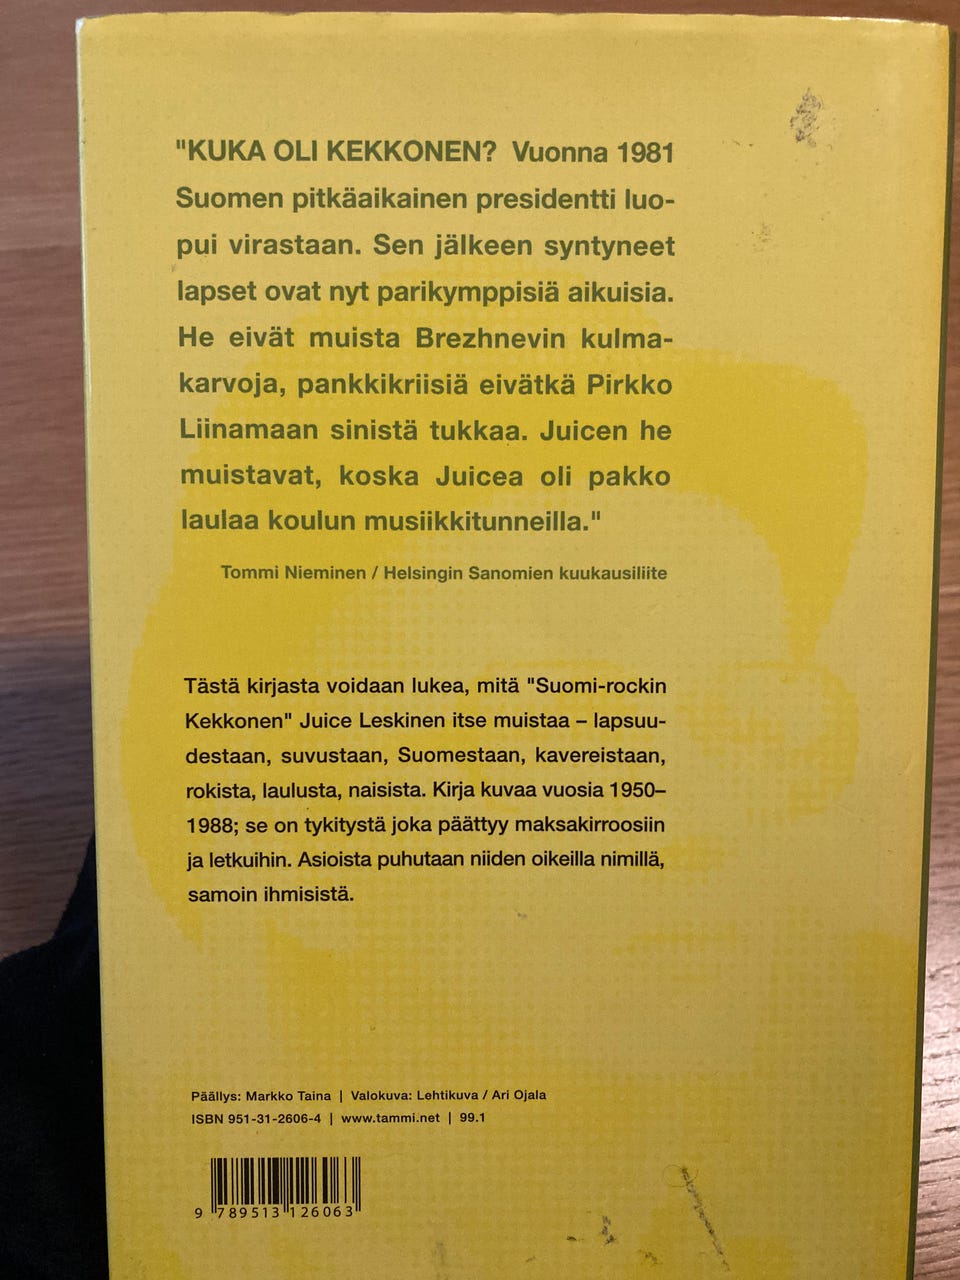 "KUKA OLI KEKKONEN? Vuonna 1981
Suomen pitkäaikainen presidentti luo-
pui virastaan. Sen jälkeen syntyneet
lapset ovat nyt parikymppisiä aikuisia.
He eivät muista Brezhnevin kulma-
karvoja, pankkikriisiä eivätkä Pirkko
Liinamaan sinistä tukkaa. Juicen he
muistavat, koska Juicea oli pakko
laulaa koulun musiikkitunneilla."
Tommi Nieminen / Helsingin Sanomien kuukausiliite
Tästä kirjasta voidaan lukea, mitä "Suomi-rockin
Kekkonen" Juice Leskinen itse muistaa – lapsuu-
destaan, suvustaan, Suomestaan, kavereistaan,
rokista, laulusta, naisista. Kirja kuvaa vuosia 1950–
1988; se on tykitystä joka päättyy maksakirroosiin
ja letkuihin. Asioista puhutaan niiden oikeilla nimillä,
samoin ihmisistä.
Päällys: Markko Taina | Valokuva: Lehtikuva / Ari Ojala
ISBN 951-31-2606-4 | www.tammi.net | 99.1
9 789513 126063